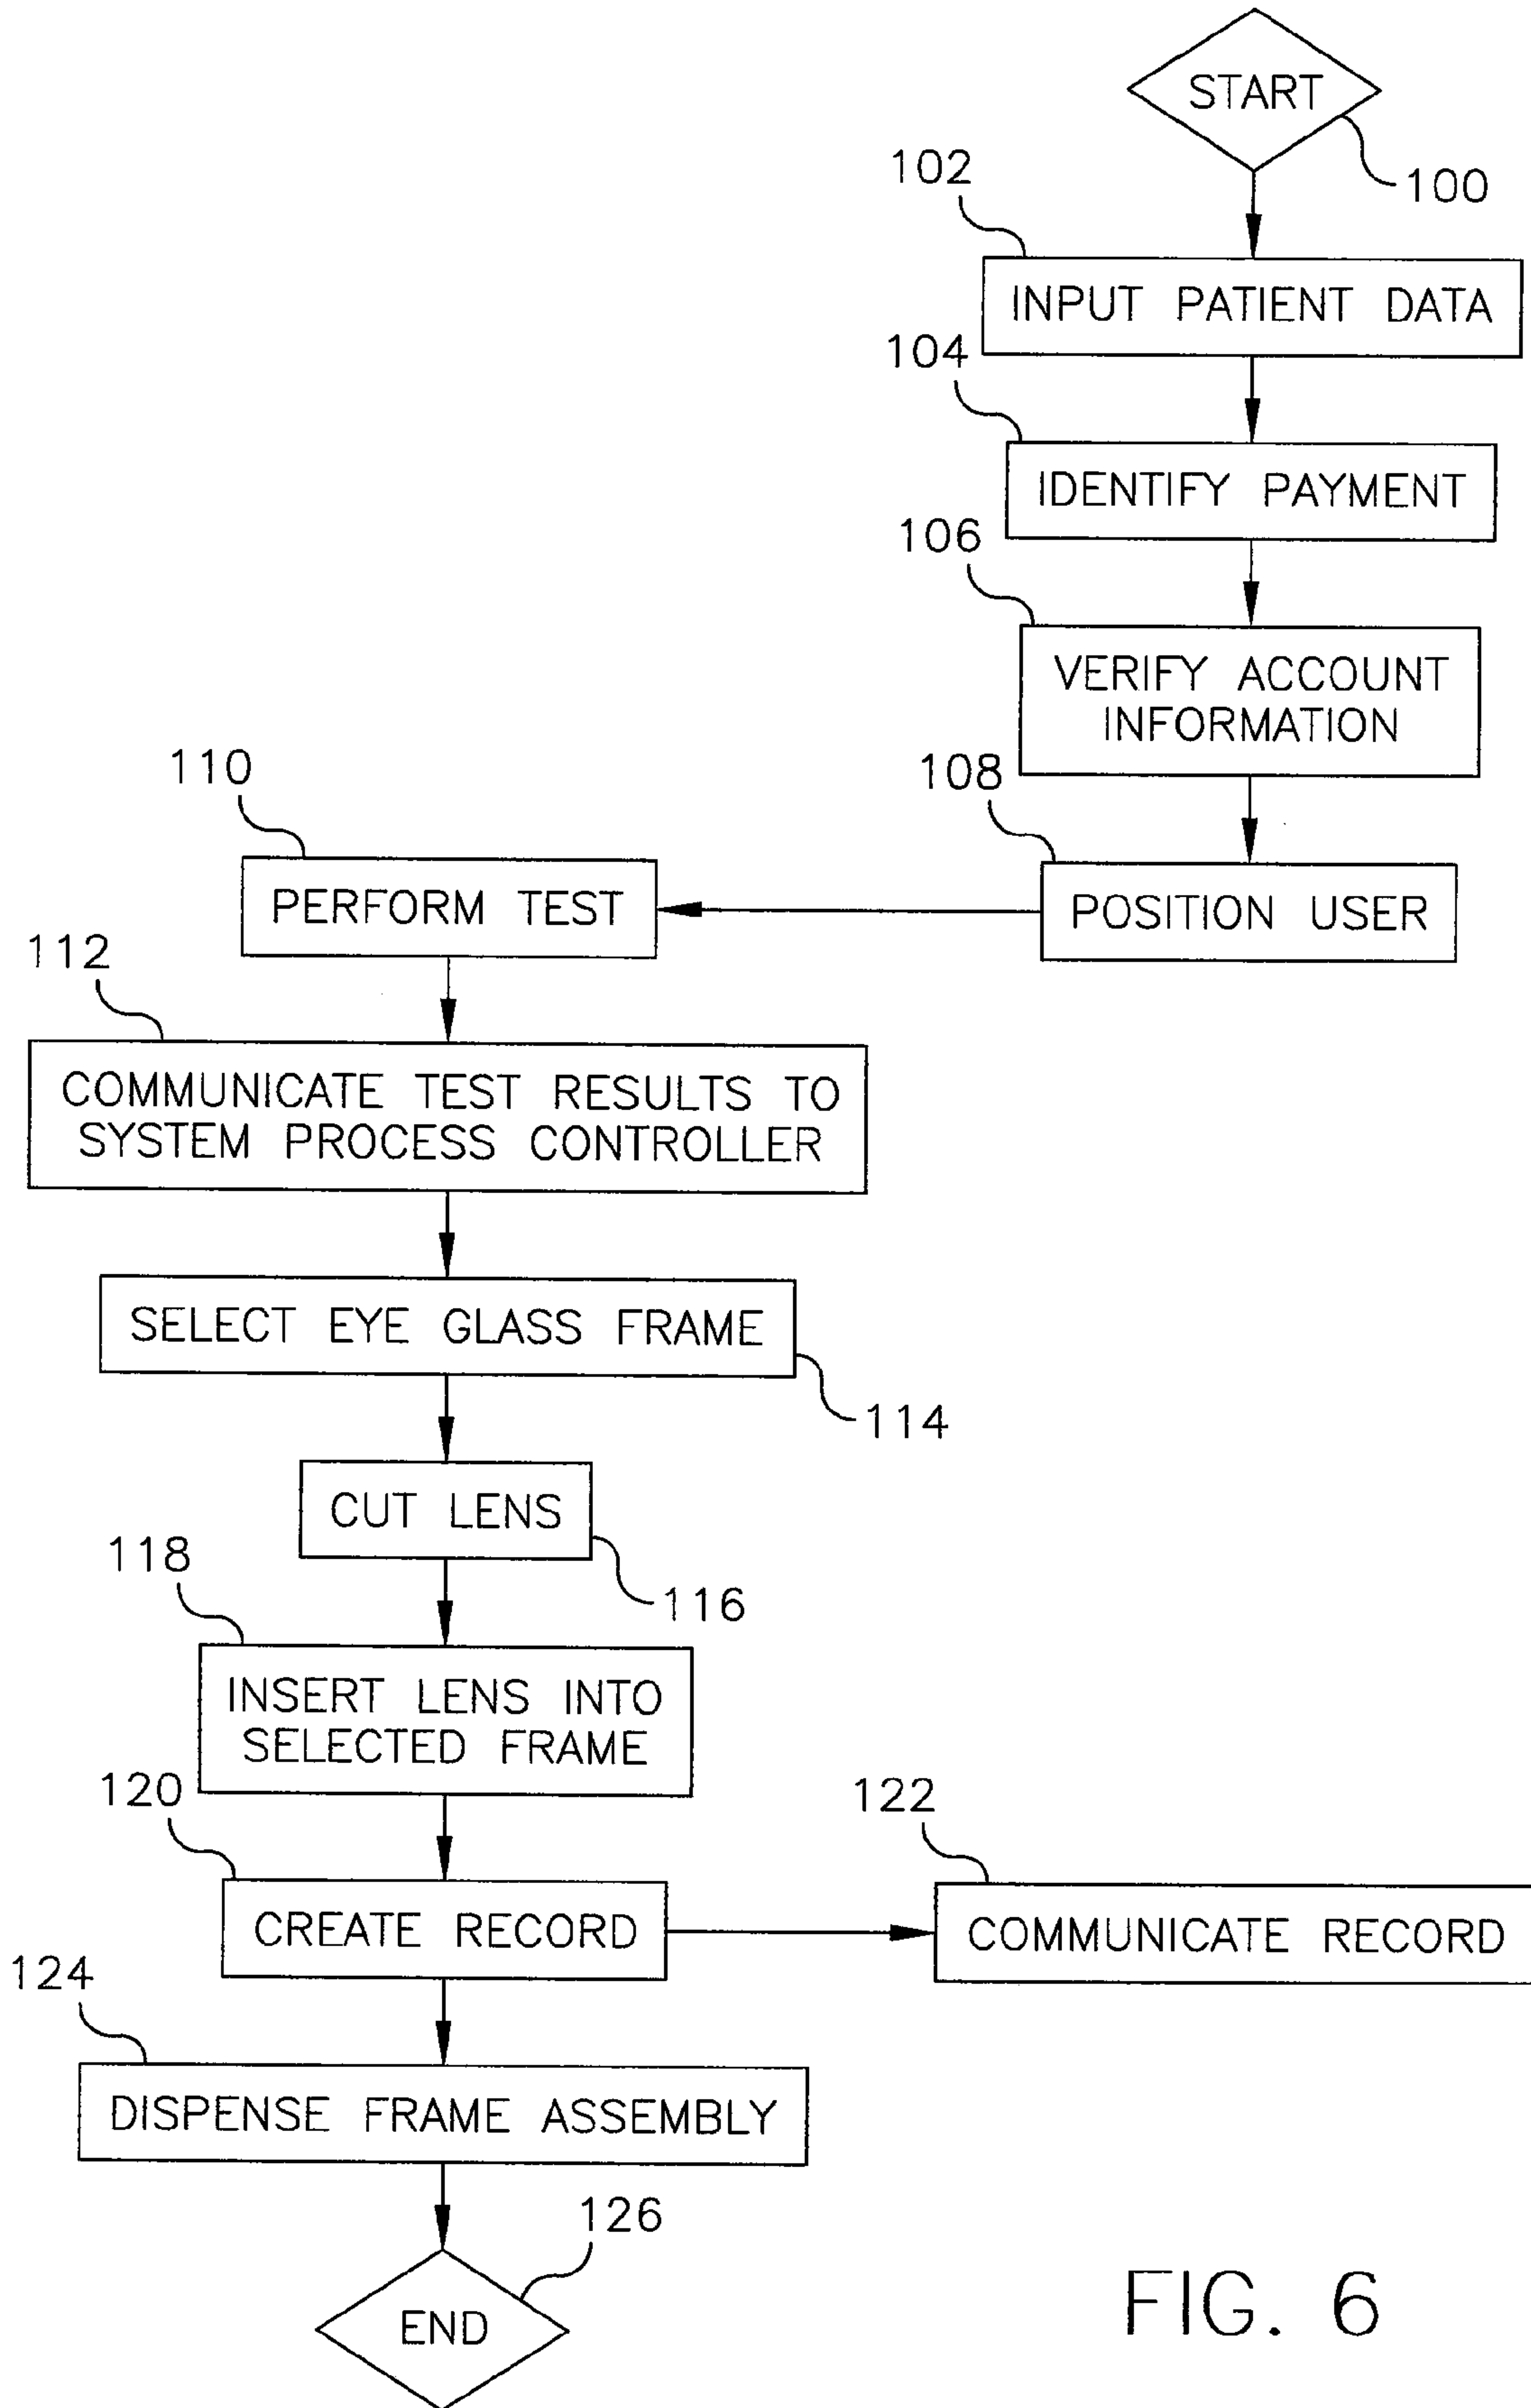 START
100
102
INPUT PATIENT DATA
104
IDENTIFY PAYMENT
106
VERIFY ACCOUNT
INFORMATION
108
POSITION USER
110
PERFORM TEST
112
COMMUNICATE TEST RESULTS TO
SYSTEM PROCESS CONTROLLER
SELECT EYE GLASS FRAME
114
CUT LENS
116
118
INSERT LENS INTO
SELECTED FRAME
120
CREATE RECORD
122
COMMUNICATE RECORD
124
DISPENSE FRAME ASSEMBLY
126
END
FIG. 6